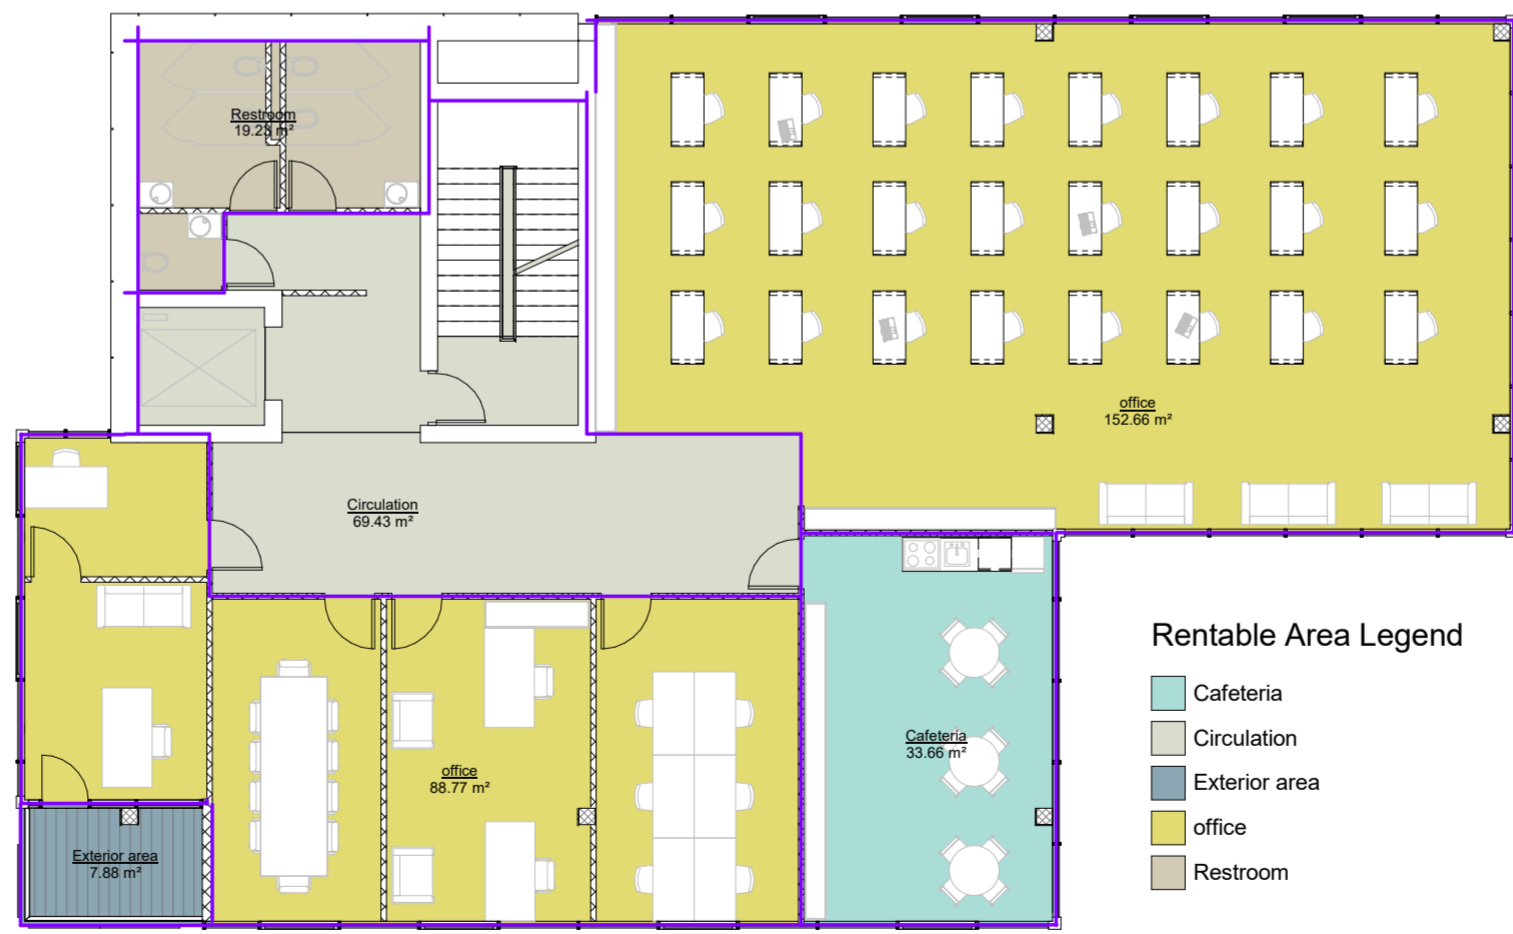 Restroom
19.23 m²
office
152.66 m²
Circulation
69.43 m²
Cafeteria
33.66 m²
office
88.77 m²
Exterior area
7.88 m²
Rentable Area Legend
Cafeteria
Circulation
Exterior area
office
Restroom